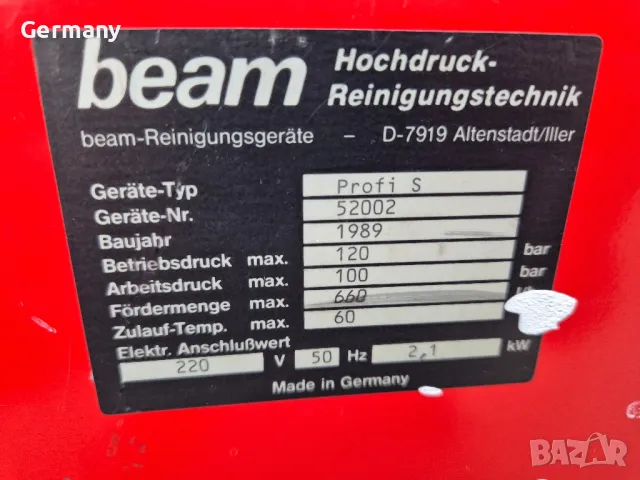 Germany
beam Hochdruck-
Reinigungstechnik
beam-Reinigungsgeräte – D-7919 Altenstadt/Iller
Geräte-Typ Profi S
Geräte-Nr. 52002
Baujahr 1989
Betriebsdruck max. 120 bar
Arbeitsdruck max. 100 bar
Fördermenge max. 660
Zulauf-Temp. max. 60
Elektr. Anschlußwert
220 V 50 Hz 2,1 kW
Made in Germany
BAZAR